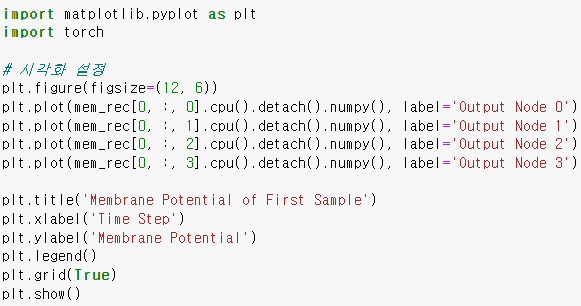 import matplotlib.pyplot as plt
import torch
# 시각화 설정
plt.figure(figsize=(12, 6))
plt.plot(mem_rec[0, :, 0].cpu().detach().numpy(), label='Output Node 0')
plt.plot(mem_rec[0, :, 1].cpu().detach().numpy(), label='Output Node 1')
plt.plot(mem_rec[0, :, 2].cpu().detach().numpy(), label='Output Node 2')
plt.plot(mem_rec[0, :, 3].cpu().detach().numpy(), label='Output Node 3')
plt.title('Membrane Potential of First Sample')
plt.xlabel('Time Step')
plt.ylabel('Membrane Potential')
plt.legend()
plt.grid(True)
plt.show()